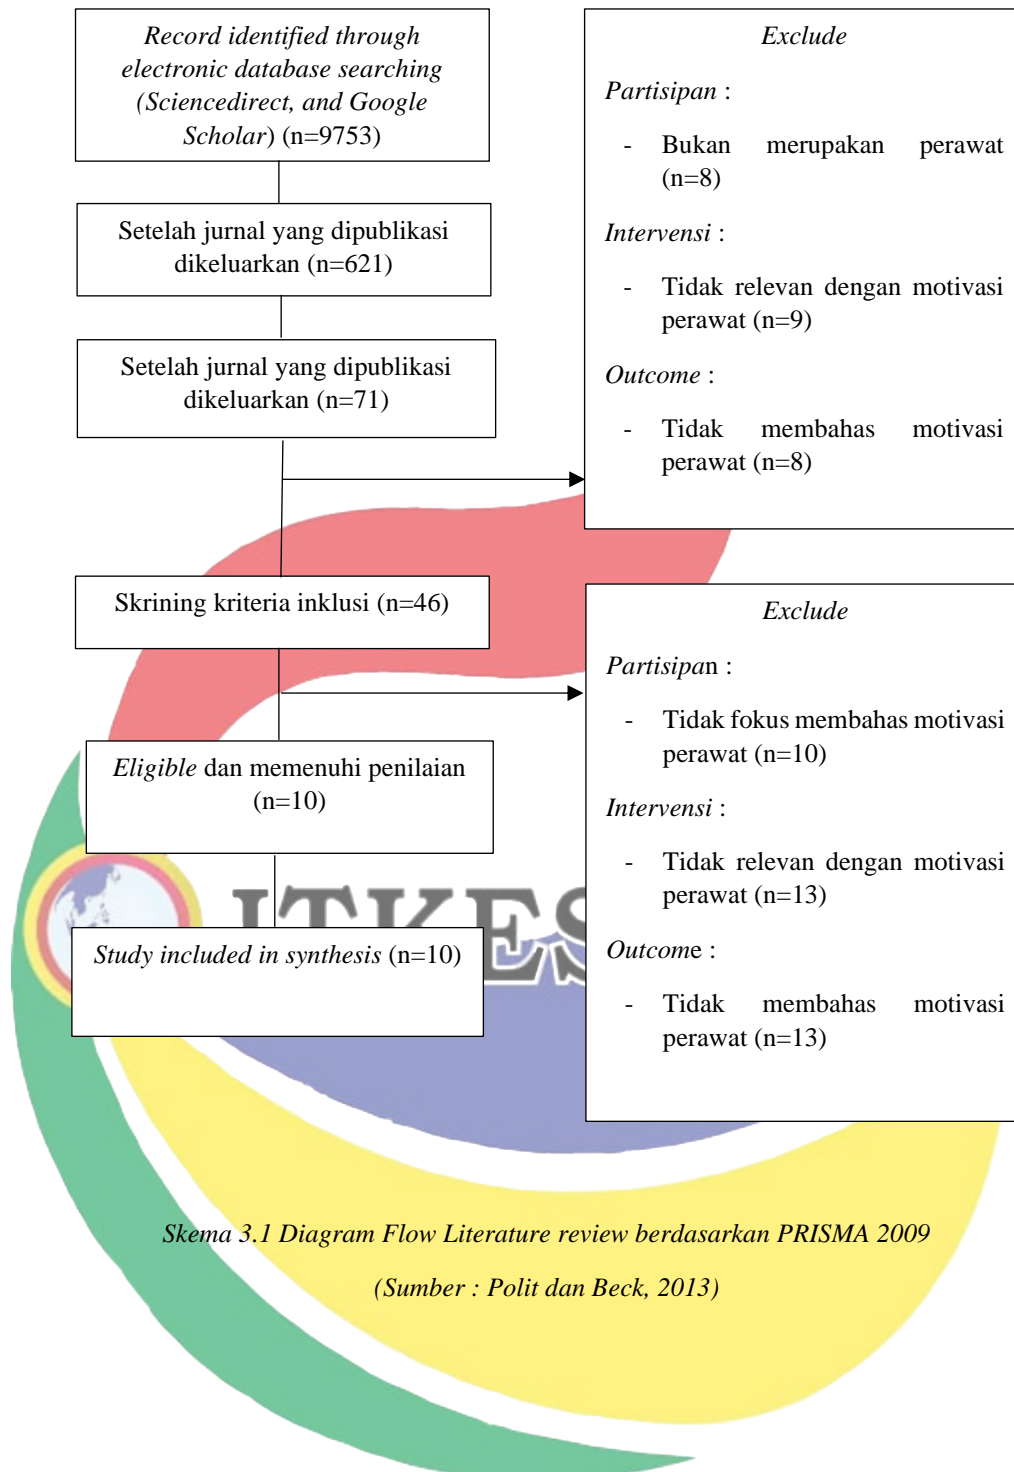 Record identified through
electronic database searching
(Sciencedirect, and Google
Scholar) (n=9753)
Setelah jurnal yang dipublikasi
dikeluarkan (n=621)
Setelah jurnal yang dipublikasi
dikeluarkan (n=71)
Exclude
Partisipan :
- Bukan merupakan perawat
(n=8)
Intervensi :
- Tidak relevan dengan motivasi
perawat (n=9)
Outcome :
- Tidak membahas motivasi
perawat (n=8)
Skrining kriteria inklusi (n=46)
Exclude
Partisipan :
- Tidak fokus membahas motivasi
perawat (n=10)
Intervensi :
- Tidak relevan dengan motivasi
perawat (n=13)
Outcome :
- Tidak membahas motivasi
perawat (n=13)
Eligible dan memenuhi penilaian
(n=10)
ITKES
Study included in synthesis (n=10)
Skema 3.1 Diagram Flow Literature review berdasarkan PRISMA 2009
(Sumber : Polit dan Beck, 2013)